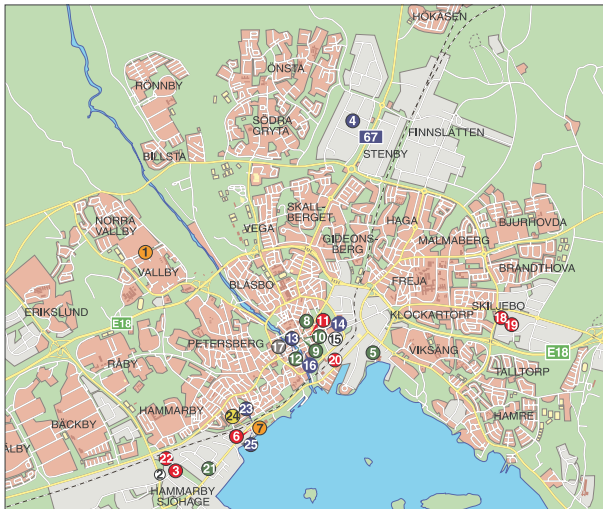 HÖKÅSEN
ÖNSTA
RÖNNBY
SÖDRA
GRYTA
4
FINNSLÄTTEN
67
STENBY
BILLSTA
SKALL-
BERGET
NORRA
VALLBY
HAGA
BJURHOVDA
VEGA
GIDEONS-
BERG
MALMABERG
1
VALLBY
BRANDTHOVA
BLÅSBO
FREJA
ERIKSLUND
SKILJEBO
E18
8
11
14
KLOCKARTORP
18
19
PETERSBERG
13
10
15
17
9
VIKSÄNG
5
E18
RÅBY
12
16
20
TALLTORP
HAMMARBY
24
23
HAMRE
BÄCKBY
6
7
25
ÄLBY
22
2
3
21
HAMMARBY
SJÖHAGE